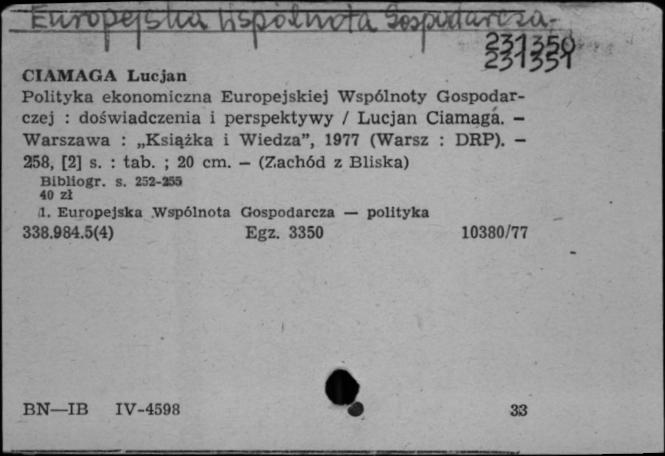 Europejska Wspólnota Gospodarcza-
231350
231351
CIAMAGA Lucjan
Polityka ekonomiczna Europejskiej Wspólnoty Gospodar-
czej : doświadczenia i perspektywy / Lucjan Ciamaga. –
Warszawa : „Książka i Wiedza”, 1977 (Warsz : DRP). –
258, [2] s. : tab. ; 20 cm. – (Zachód z Bliska)
Bibliogr. s. 252-255
40 zł
1. Europejska Wspólnota Gospodarcza — polityka
338.984.5(4) Egz. 3350 10380/77
BN—IB IV-4598 33